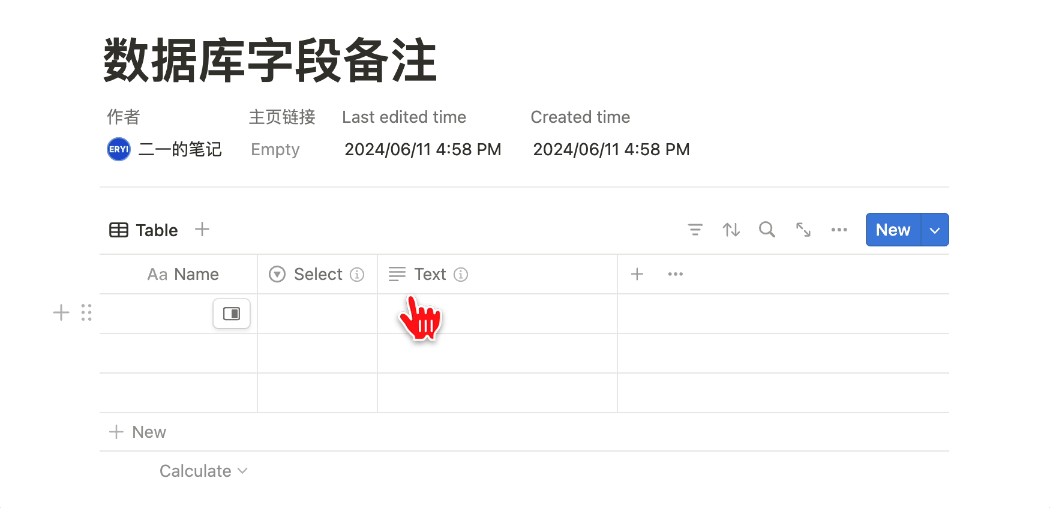 数据库字段备注
作者 主页链接 Last edited time Created time
ERYI 二一的笔记 Empty 2024/06/11 4:58 PM 2024/06/11 4:58 PM
Table New
Aa Name Select Text
New
Calculate